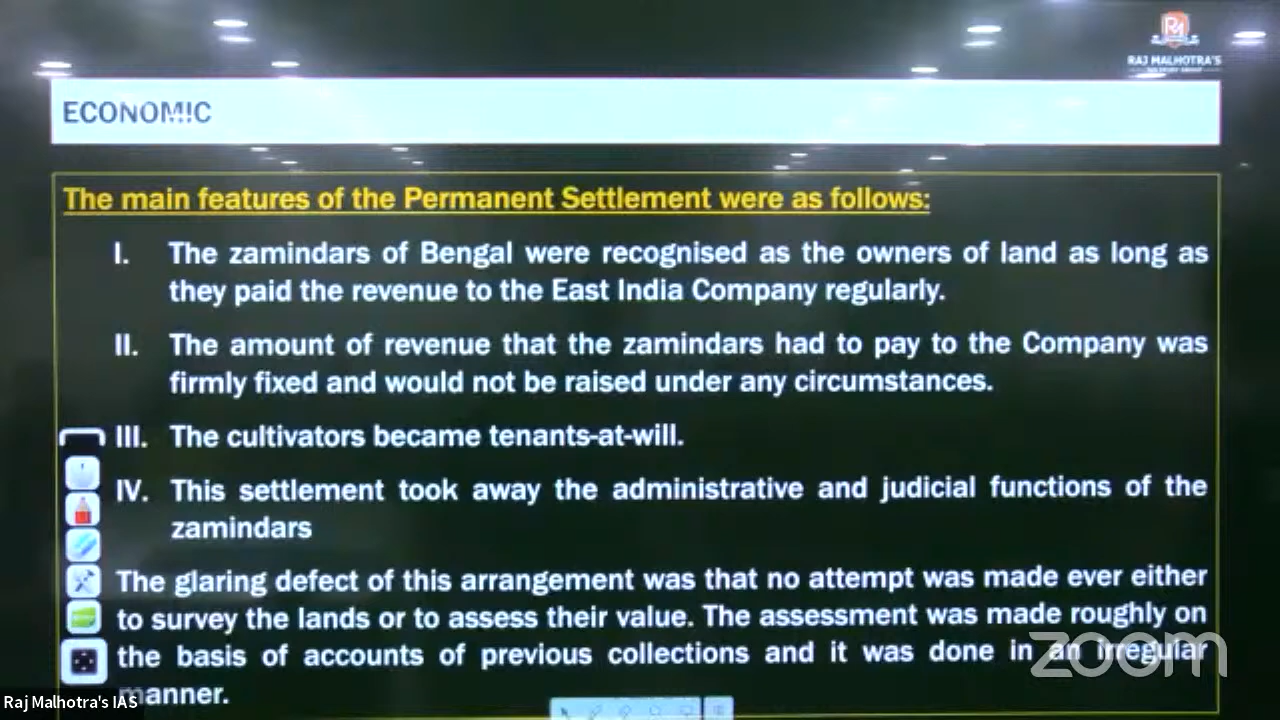 RAJ MALHOTRA'S
ECONOMIC
The main features of the Permanent Settlement were as follows:
I. The zamindars of Bengal were recognised as the owners of land as long as
they paid the revenue to the East India Company regularly.
II. The amount of revenue that the zamindars had to pay to the Company was
firmly fixed and would not be raised under any circumstances.
III. The cultivators became tenants-at-will.
IV. This settlement took away the administrative and judicial functions of the
zamindars
The glaring defect of this arrangement was that no attempt was made ever either
to survey the lands or to assess their value. The assessment was made roughly on
the basis of accounts of previous collections and it was done in an irregular
manner.
zoom
Raj Malhotra's IAS